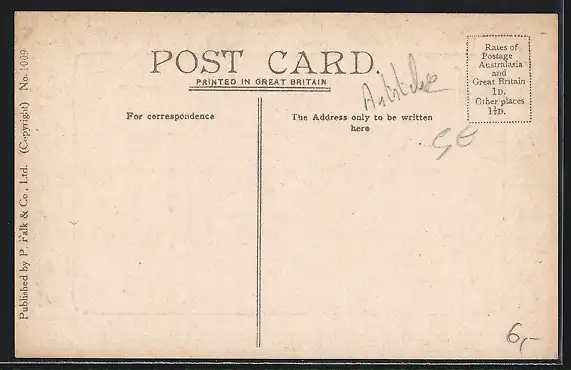 POST CARD.
PRINTED IN GREAT BRITAIN
For correspondence
The Address only to be written
here
Rates of
Postage
Australasia
and
Great Britain
1D.
Other places
1½D.
Published by P. Falk & Co., Ltd. (Copyright) No. 1009
6,-